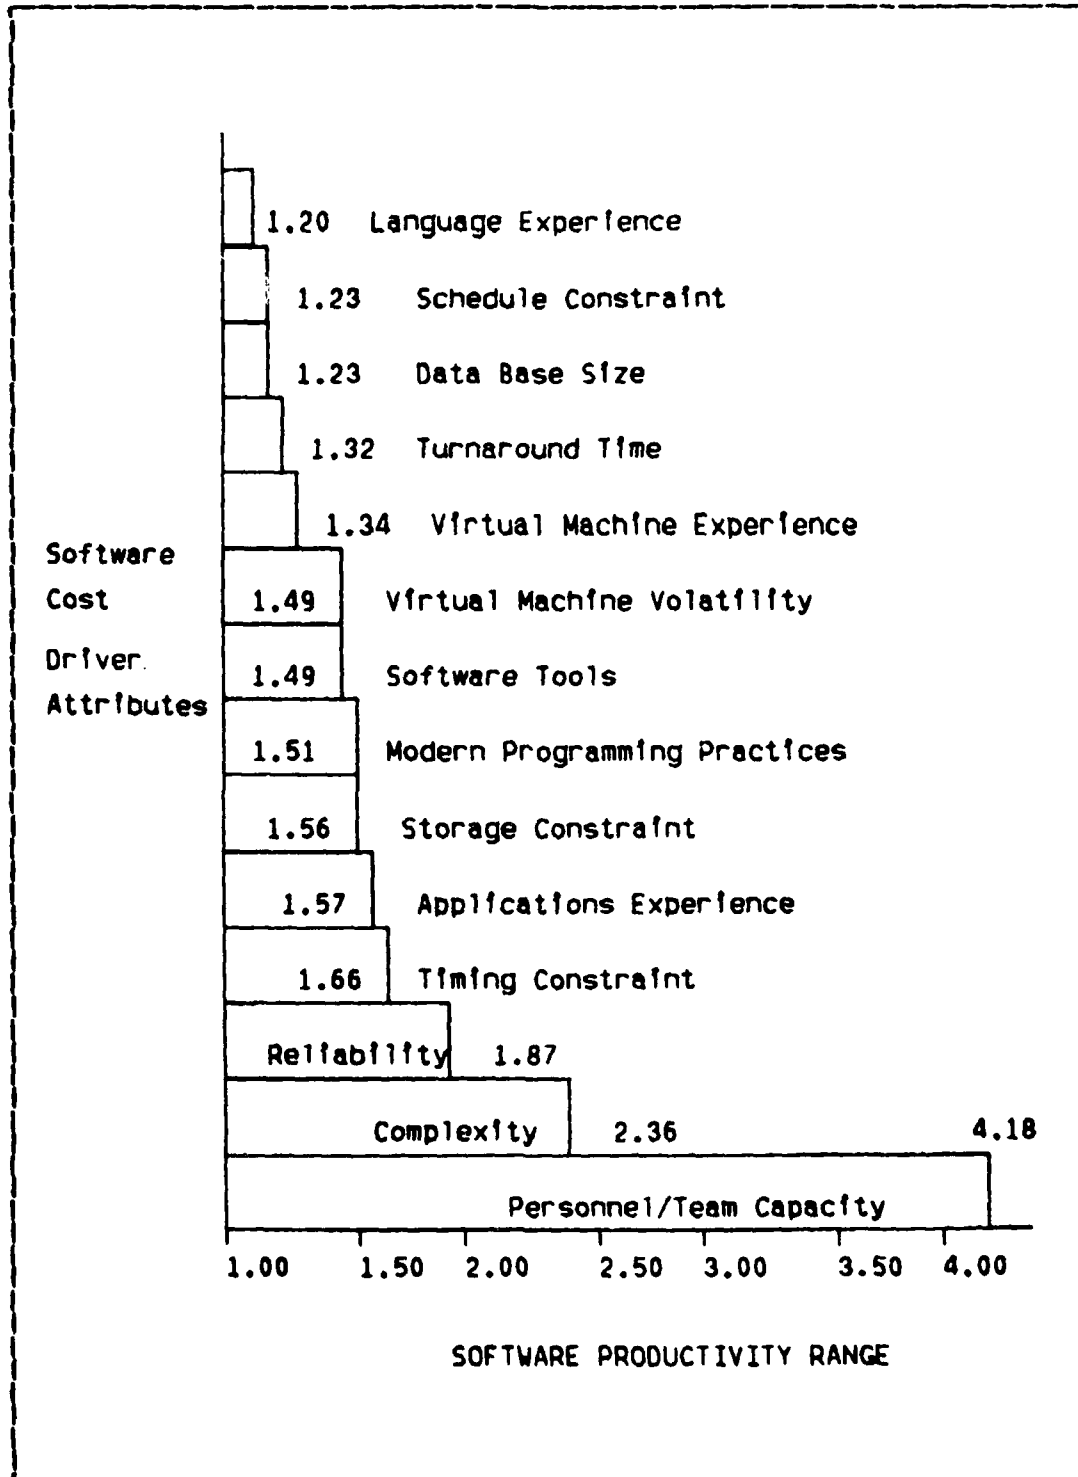 1.20 Language Experience
1.23 Schedule Constraint
1.23 Data Base Size
1.32 Turnaround Time
1.34 Virtual Machine Experience
Software
Cost
Driver
Attributes
1.49 Virtual Machine Volatility
1.49 Software Tools
1.51 Modern Programming Practices
1.56 Storage Constraint
1.57 Applications Experience
1.66 Timing Constraint
Reliability 1.87
Complexity 2.36
4.18
Personnel/Team Capacity
1.00 1.50 2.00 2.50 3.00 3.50 4.00
SOFTWARE PRODUCTIVITY RANGE